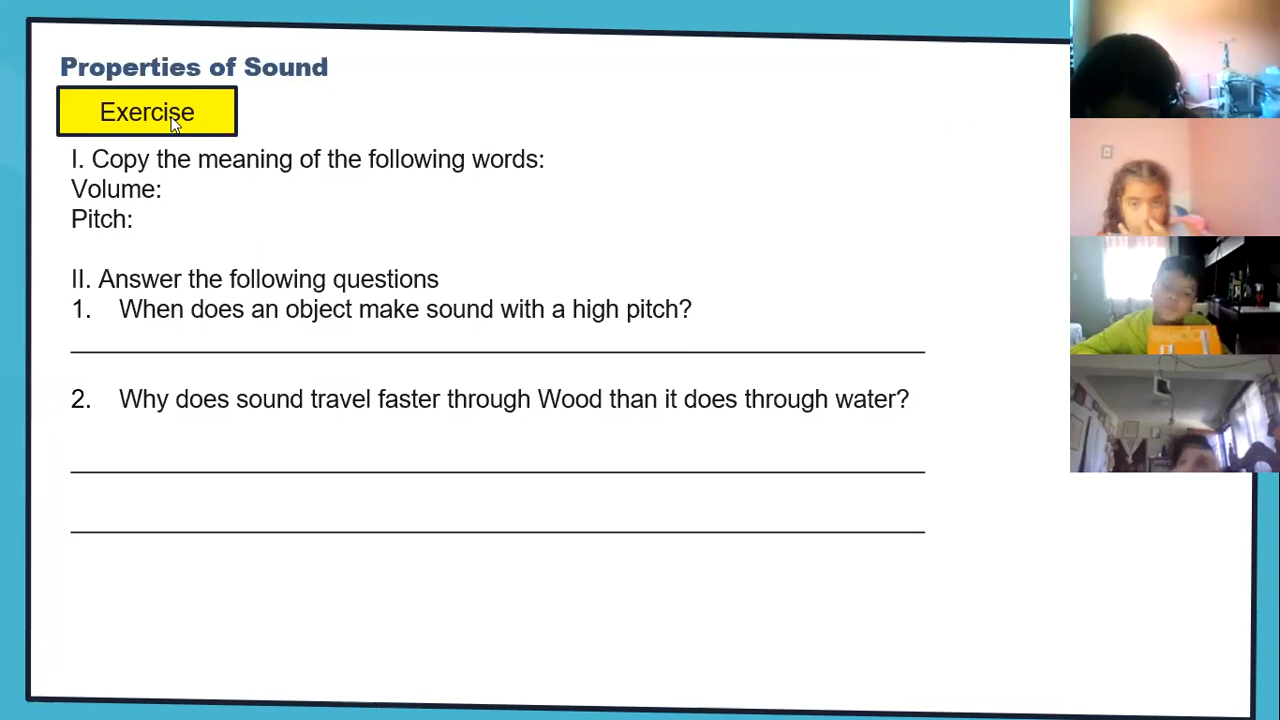 Properties of Sound
Exercise
I. Copy the meaning of the following words:
Volume:
Pitch:
II. Answer the following questions
1. When does an object make sound with a high pitch?
2. Why does sound travel faster through Wood than it does through water?